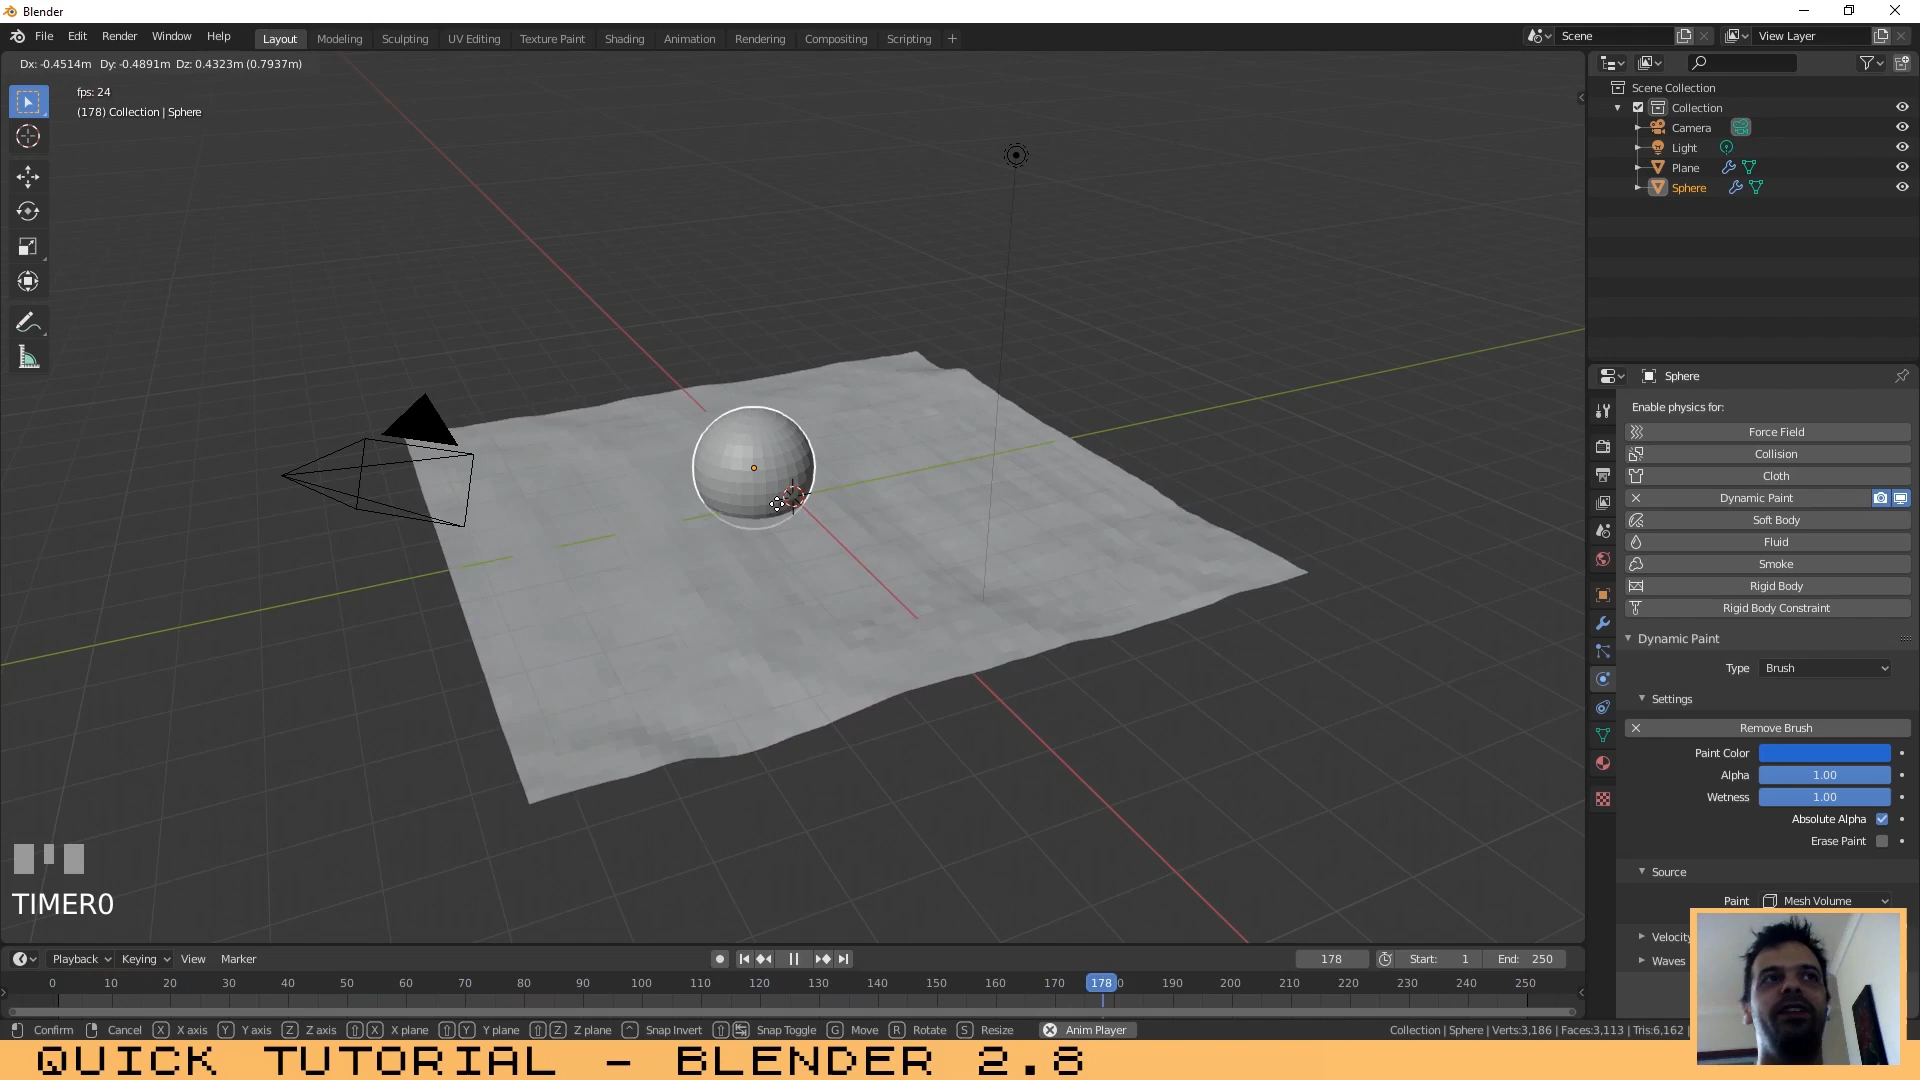 Blender
File Edit Render Window Help
Layout Modeling Sculpting UV Editing Texture Paint Shading Animation Rendering Compositing Scripting +
Scene
View Layer
Dx: -0.4514m Dy: -0.4891m Dz: 0.4323m (0.7937m)
fps: 24
(178) Collection | Sphere
Scene Collection
Collection
Camera
Light
Plane
Sphere
Sphere
Enable physics for:
Force Field
Collision
Cloth
Dynamic Paint
Soft Body
Fluid
Smoke
Rigid Body
Rigid Body Constraint
Dynamic Paint
Type Brush
Settings
Remove Brush
Paint Color
Alpha 1.00
Wetness 1.00
Absolute Alpha
Erase Paint
Source
Paint Mesh Volume
Velocity
Waves
TIMER0
Playback Keying View Marker
178 Start: 1 End: 250
0 10 20 30 40 50 60 70 80 90 100 110 120 130 140 150 160 170 178 0 190 200 210 220 230 240 250
Confirm Cancel X X axis Y Y axis Z Z axis X X plane Y Y plane Z Z plane Snap Invert Snap Toggle G Move R Rotate S Resize Anim Player Collection | Sphere | Verts:3,186 | Faces:3,113 | Tris:6,162 |
QUICK TUTORIAL - BLENDER 2.8